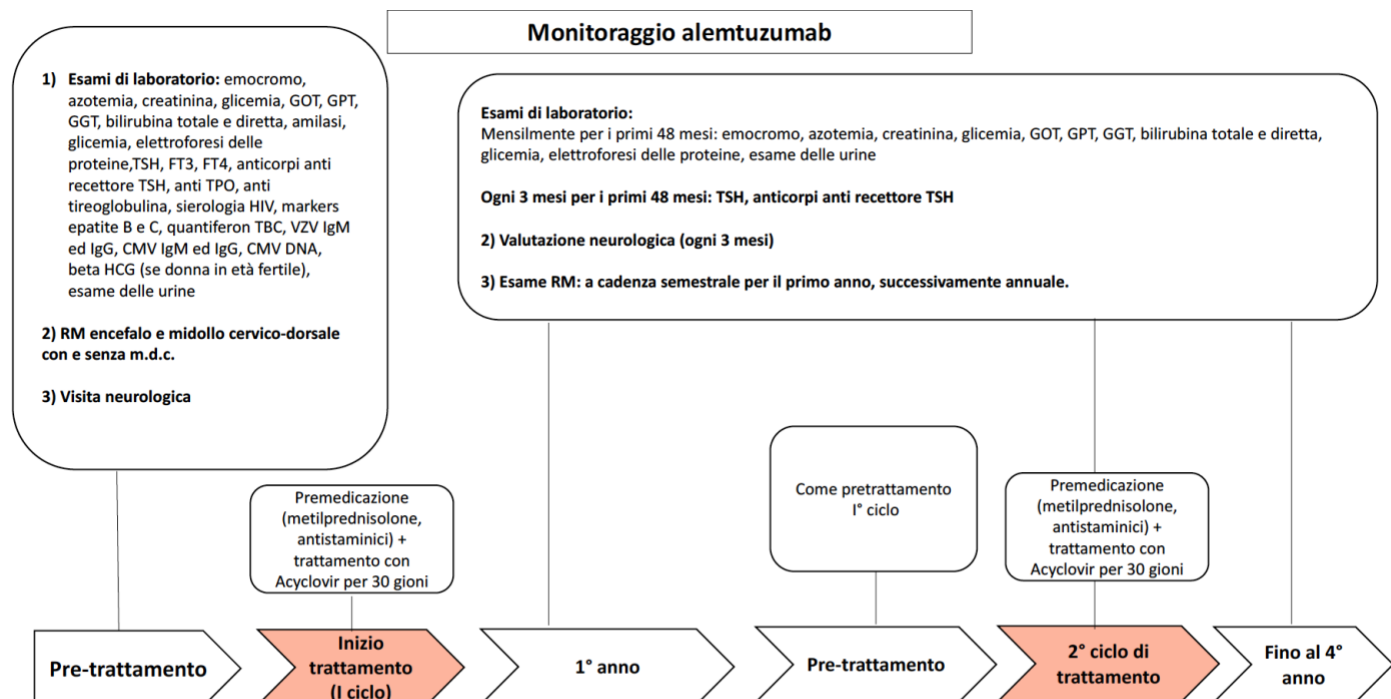 Monitoraggio alemtuzumab
1) Esami di laboratorio: emocromo,
azotemia, creatinina, glicemia, GOT, GPT,
GGT, bilirubina totale e diretta, amilasi,
glicemia, elettroforesi delle
proteine,TSH, FT3, FT4, anticorpi anti
recettore TSH, anti TPO, anti
tireoglobulina, sierologia HIV, markers
epatite B e C, quantiferon TBC, VZV IgM
ed IgG, CMV IgM ed IgG, CMV DNA,
beta HCG (se donna in età fertile),
esame delle urine
2) RM encefalo e midollo cervico-dorsale
con e senza m.d.c.
3) Visita neurologica
Esami di laboratorio:
Mensilmente per i primi 48 mesi: emocromo, azotemia, creatinina, glicemia, GOT, GPT, GGT, bilirubina totale e diretta,
glicemia, elettroforesi delle proteine, esame delle urine
Ogni 3 mesi per i primi 48 mesi: TSH, anticorpi anti recettore TSH
2) Valutazione neurologica (ogni 3 mesi)
3) Esame RM: a cadenza semestrale per il primo anno, successivamente annuale.
Premedicazione
(metilprednisolone,
antistaminici) +
trattamento con
Acyclovir per 30 gioni
Come pretrattamento
I° ciclo
Premedicazione
(metilprednisolone,
antistaminici) +
trattamento con
Acyclovir per 30 gioni
Pre-trattamento
Inizio
trattamento
(I ciclo)
1° anno
Pre-trattamento
2° ciclo di
trattamento
Fino al 4°
anno